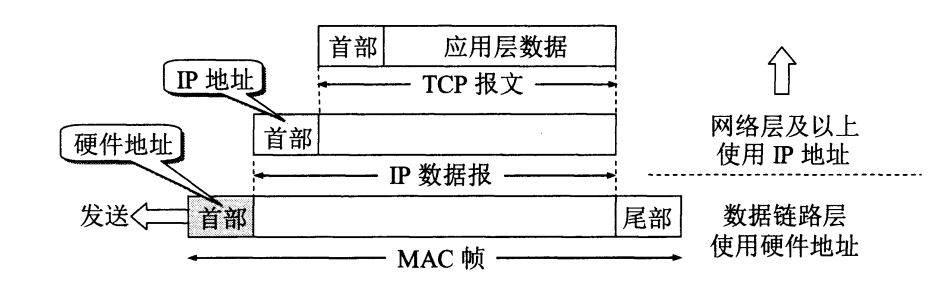 首部 应用层数据
IP 地址
TCP 报文
首部
网络层及以上
使用 IP 地址
硬件地址
IP 数据报
发送 首部 尾部
数据链路层
使用硬件地址
MAC 帧